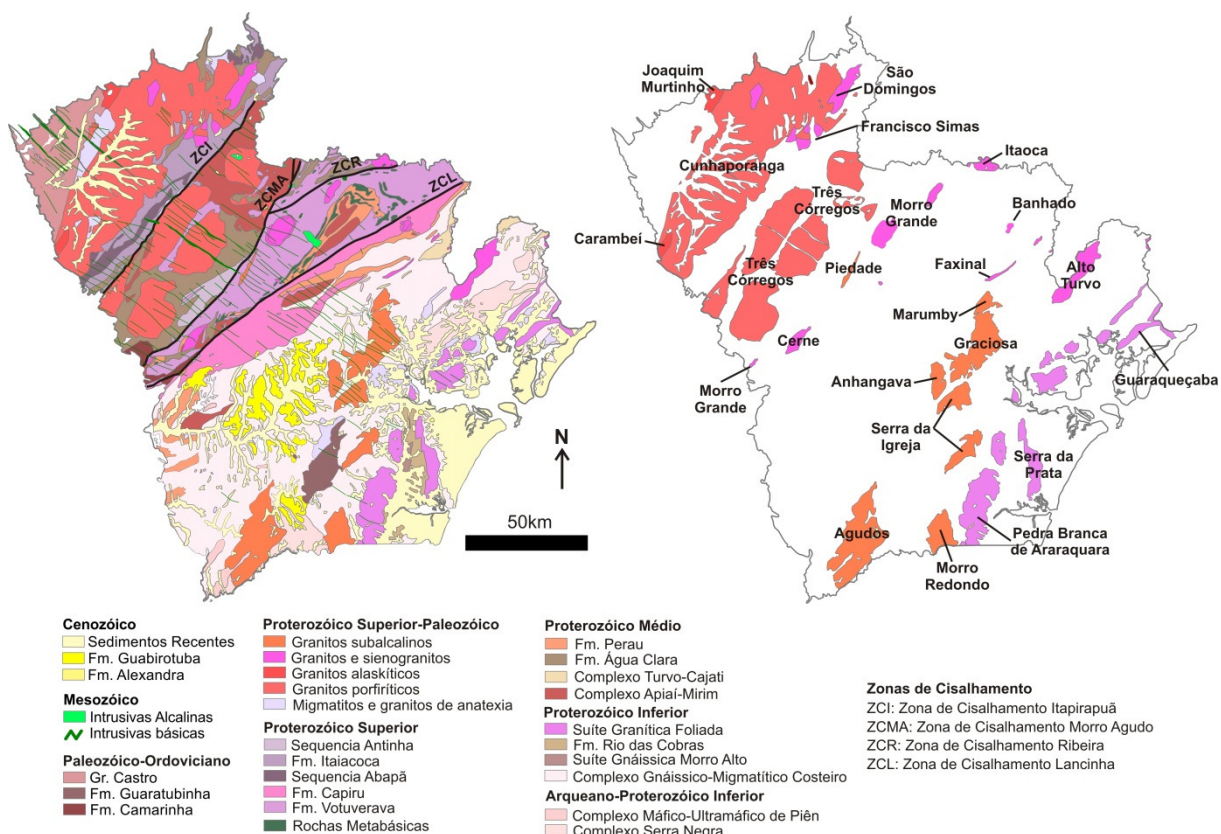 ZCI
ZCMA
ZCR
ZCL
N
50km
Joaquim
Murtinho
São
Domingos
Francisco Simas
Itaoca
Cunhaporanga
Três
Córregos
Morro
Grande
Banhado
Carambeí
Três
Córregos
Piedade
Faxinal
Alto
Turvo
Marumby
Graciosa
Cerne
Morro
Grande
Anhangava
Guaraqueçaba
Serra da
Igreja
Serra da
Prata
Agudos
Morro
Redondo
Pedra Branca
de Araraquara
Cenozóico
Sedimentos Recentes
Fm. Guabirotuba
Fm. Alexandra
Mesozóico
Intrusivas Alcalinas
Intrusivas básicas
Paleozóico-Ordoviciano
Gr. Castro
Fm. Guaratubinha
Fm. Camarinha
Proterozóico Superior-Paleozóico
Granitos subalcalinos
Granitos e sienogranitos
Granitos alaskíticos
Granitos porfiríticos
Migmatitos e granitos de anatexia
Proterozóico Superior
Sequencia Antinha
Fm. Itaiacoca
Sequencia Abapã
Fm. Capiru
Fm. Votuverava
Rochas Metabásicas
Proterozóico Médio
Fm. Perau
Fm. Água Clara
Complexo Turvo-Cajati
Complexo Apiaí-Mirim
Proterozóico Inferior
Suíte Granítica Foliada
Fm. Rio das Cobras
Suíte Gnáissica Morro Alto
Complexo Gnáissico-Migmatítico Costeiro
Arqueano-Proterozóico Inferior
Complexo Máfico-Ultramáfico de Piên
Complexo Serra Negra
Zonas de Cisalhamento
ZCI: Zona de Cisalhamento Itapirapuã
ZCMA: Zona de Cisalhamento Morro Agudo
ZCR: Zona de Cisalhamento Ribeira
ZCL: Zona de Cisalhamento Lancinha